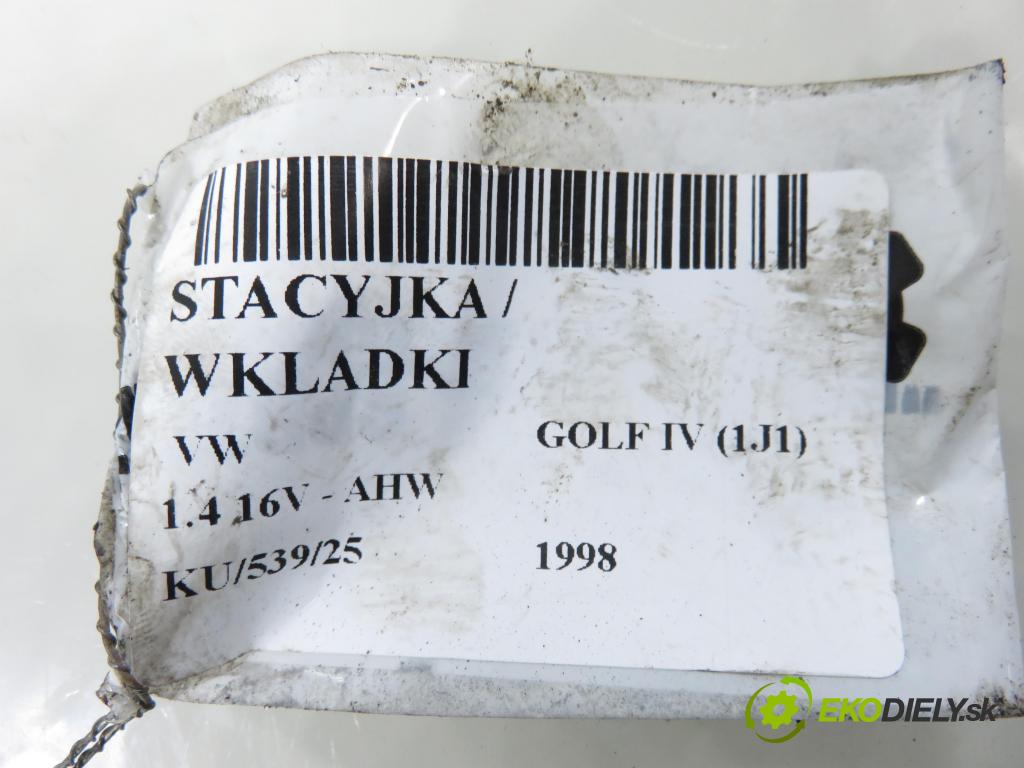 STACYJKA /
WKLADKI
VW
GOLF IV (1J1)
1.4 16V - AHW
KU/539/25
1998
EKODIELY.sk